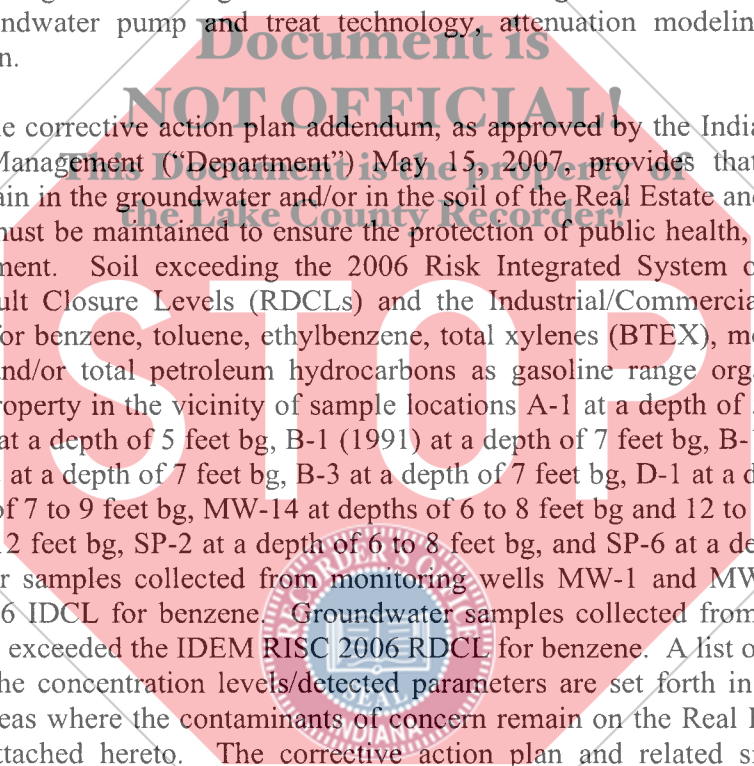 ndwater pump and treat technology, attenuation modelin
n.
Document is
NOT OFFICIAL!
This Document is the property of
the Lake County Recorder!
e corrective action plan addendum, as approved by the India
Management (“Department”) May 15, 2007, provides that
ain in the groundwater and/or in the soil of the Real Estate an
must be maintained to ensure the protection of public health,
ment. Soil exceeding the 2006 Risk Integrated System o
ult Closure Levels (RDCLs) and the Industrial/Commercia
for benzene, toluene, ethylbenzene, total xylenes (BTEX), m
and/or total petroleum hydrocarbons as gasoline range orga
roperty in the vicinity of sample locations A-1 at a depth of
at a depth of 5 feet bg, B-1 (1991) at a depth of 7 feet bg, B-
at a depth of 7 feet bg, B-3 at a depth of 7 feet bg, D-1 at a d
of 7 to 9 feet bg, MW-14 at depths of 6 to 8 feet bg and 12 to
12 feet bg, SP-2 at a depth of 6 to 8 feet bg, and SP-6 at a de
r samples collected from monitoring wells MW-1 and MW
6 IDCL for benzene. Groundwater samples collected from
exceeded the IDEM RISC 2006 RDCL for benzene. A list o
he concentration levels/detected parameters are set forth in
eas where the contaminants of concern remain on the Real
ttached hereto. The corrective action plan and related s
STOP
RECORDER'S OFFICE
SEAL
INDIANA